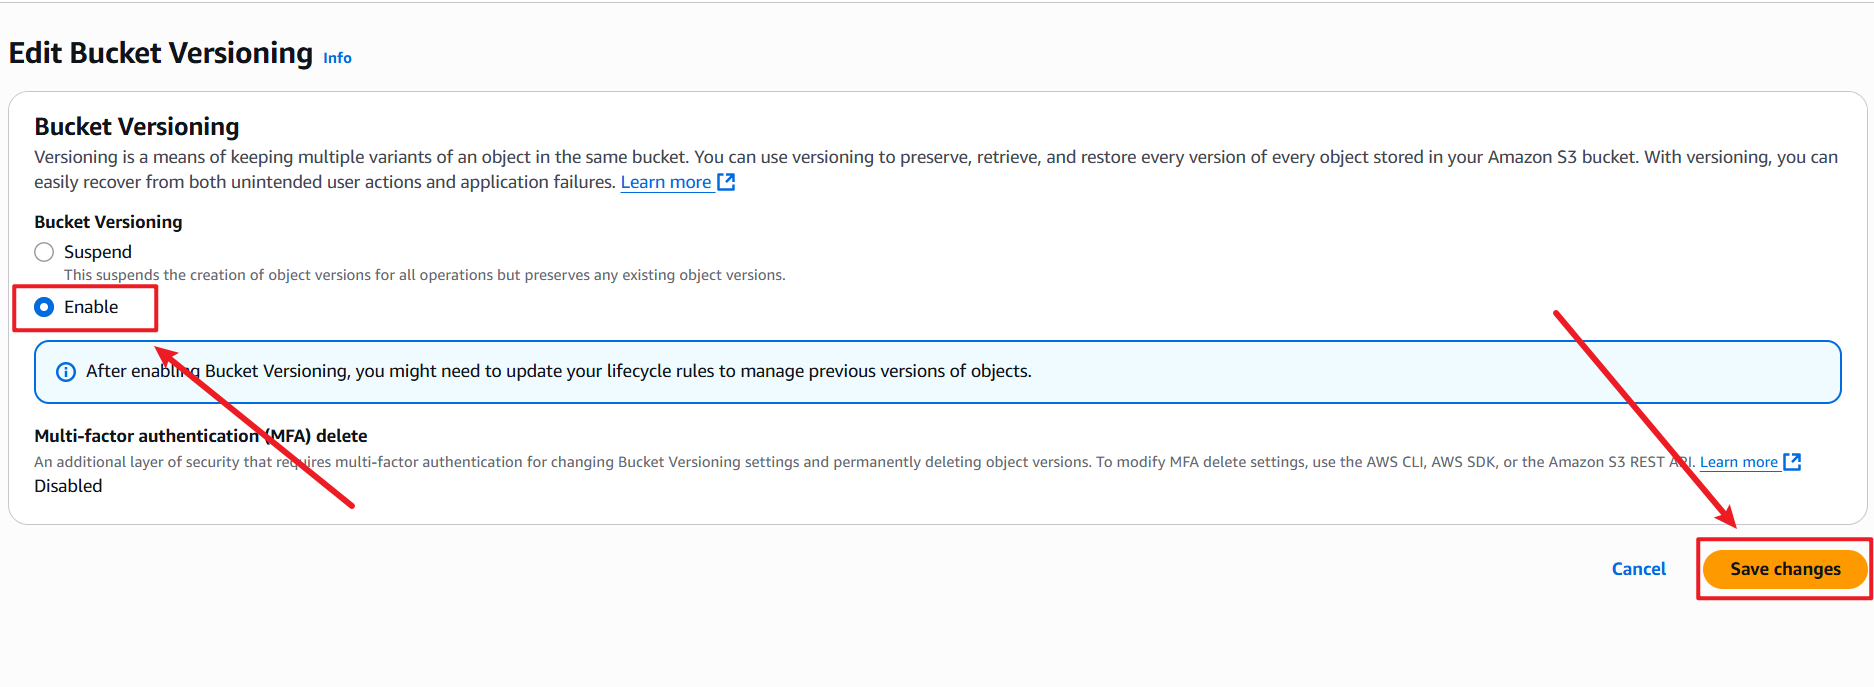 Edit Bucket Versioning Info
Bucket Versioning
Versioning is a means of keeping multiple variants of an object in the same bucket. You can use versioning to preserve, retrieve, and restore every version of every object stored in your Amazon S3 bucket. With versioning, you can
easily recover from both unintended user actions and application failures. Learn more
Bucket Versioning
Suspend
This suspends the creation of object versions for all operations but preserves any existing object versions.
Enable
After enabling Bucket Versioning, you might need to update your lifecycle rules to manage previous versions of objects.
Multi-factor authentication (MFA) delete
An additional layer of security that requires multi-factor authentication for changing Bucket Versioning settings and permanently deleting object versions. To modify MFA delete settings, use the AWS CLI, AWS SDK, or the Amazon S3 REST API. Learn more
Disabled
Cancel Save changes